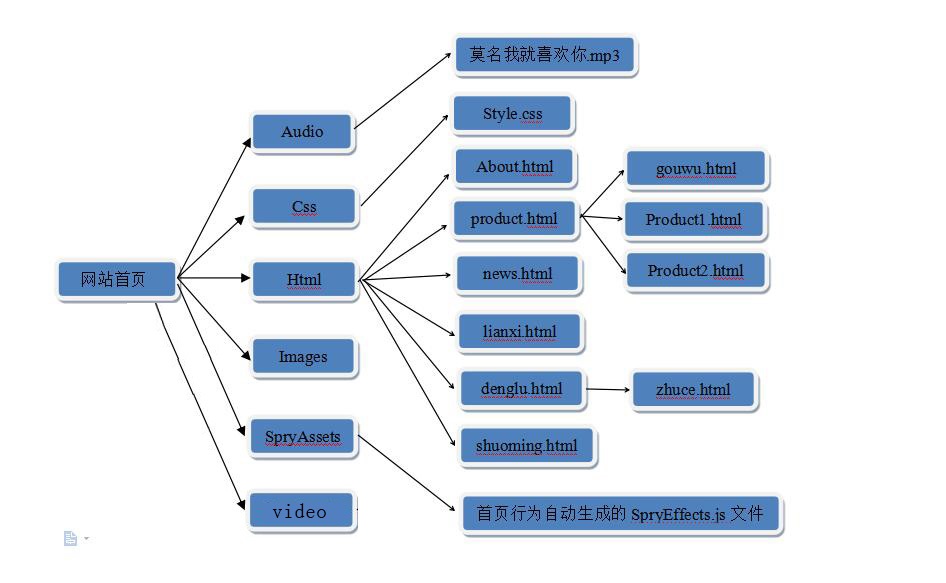 莫名我就喜欢你.mp3
Style.css
Audio
About.html
gouwu.html
Css
product.html
Product1.html
网站首页
Html
news.html
Product2.html
lianxi.html
Images
denglu.html
zhuce.html
SpryAssets
shuoming.html
video
首页行为自动生成的 SpryEffects.js 文件